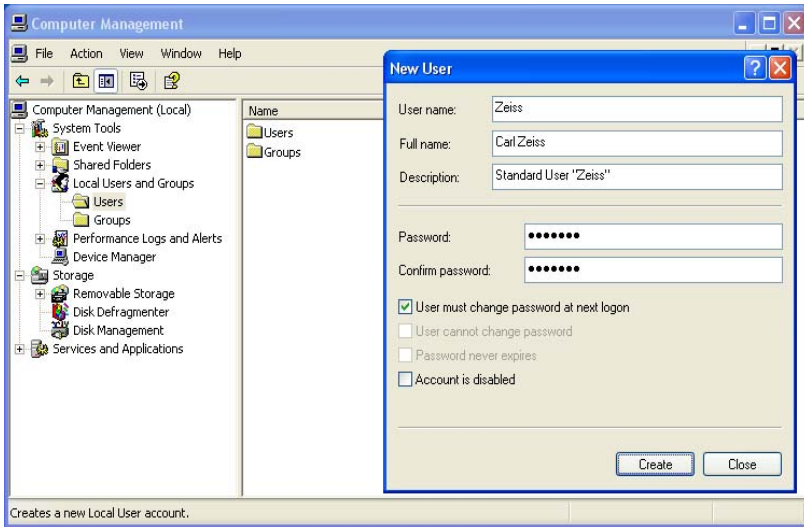 Computer Management
File Action View Window Help
Computer Management (Local)
System Tools
Event Viewer
Shared Folders
Local Users and Groups
Users
Groups
Performance Logs and Alerts
Device Manager
Storage
Removable Storage
Disk Defragmenter
Disk Management
Services and Applications
Name
Users
Groups
New User
User name: Zeiss
Full name: Carl Zeiss
Description: Standard User "Zeiss"
Password: •••••••
Confirm password: •••••••
User must change password at next logon
User cannot change password
Password never expires
Account is disabled
Create Close
Creates a new Local User account.